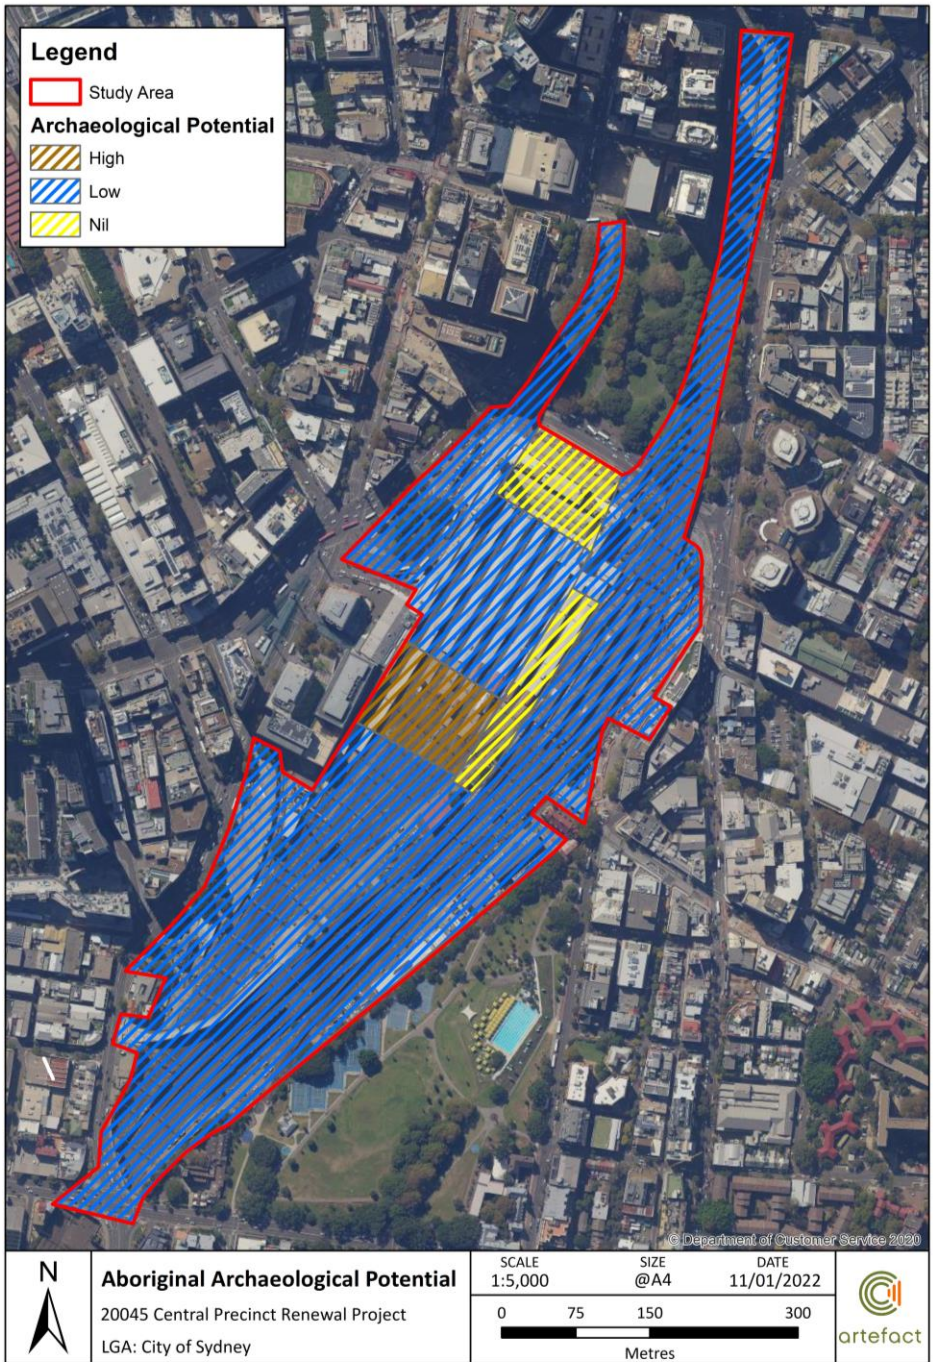 Legend
Study Area
Archaeological Potential
High
Low
Nil
© Department of Customer Service 2020
N
Aboriginal Archaeological Potential
20045 Central Precinct Renewal Project
LGA: City of Sydney
SCALE
1:5,000
SIZE
@A4
DATE
11/01/2022
0 75 150 300
Metres
artefact